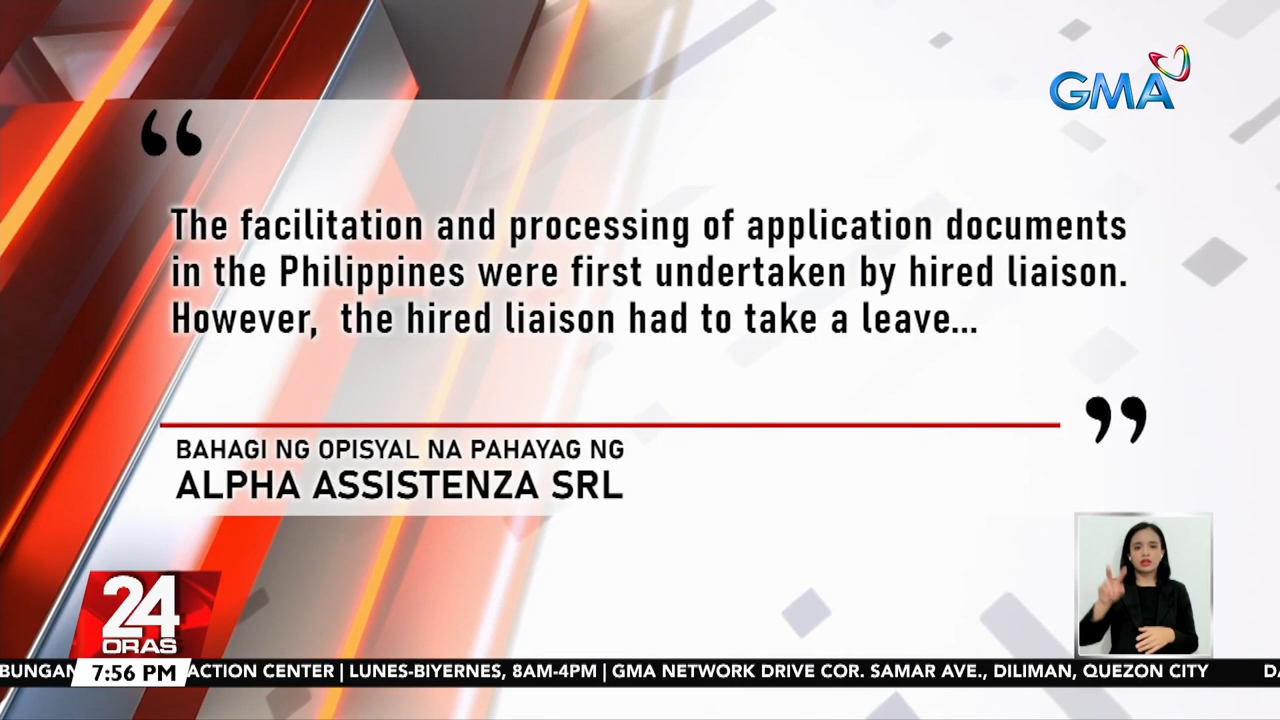 GMA
“
The facilitation and processing of application documents
in the Philippines were first undertaken by hired liaison.
However,  the hired liaison had to take a leave...
”
BAHAGI NG OPISYAL NA PAHAYAG NG
ALPHA ASSISTENZA SRL
24
ORAS
BUNGAN 7:56 PM ACTION CENTER | LUNES-BIYERNES, 8AM-4PM | GMA NETWORK DRIVE COR. SAMAR AVE., DILIMAN, QUEZON CITY DA